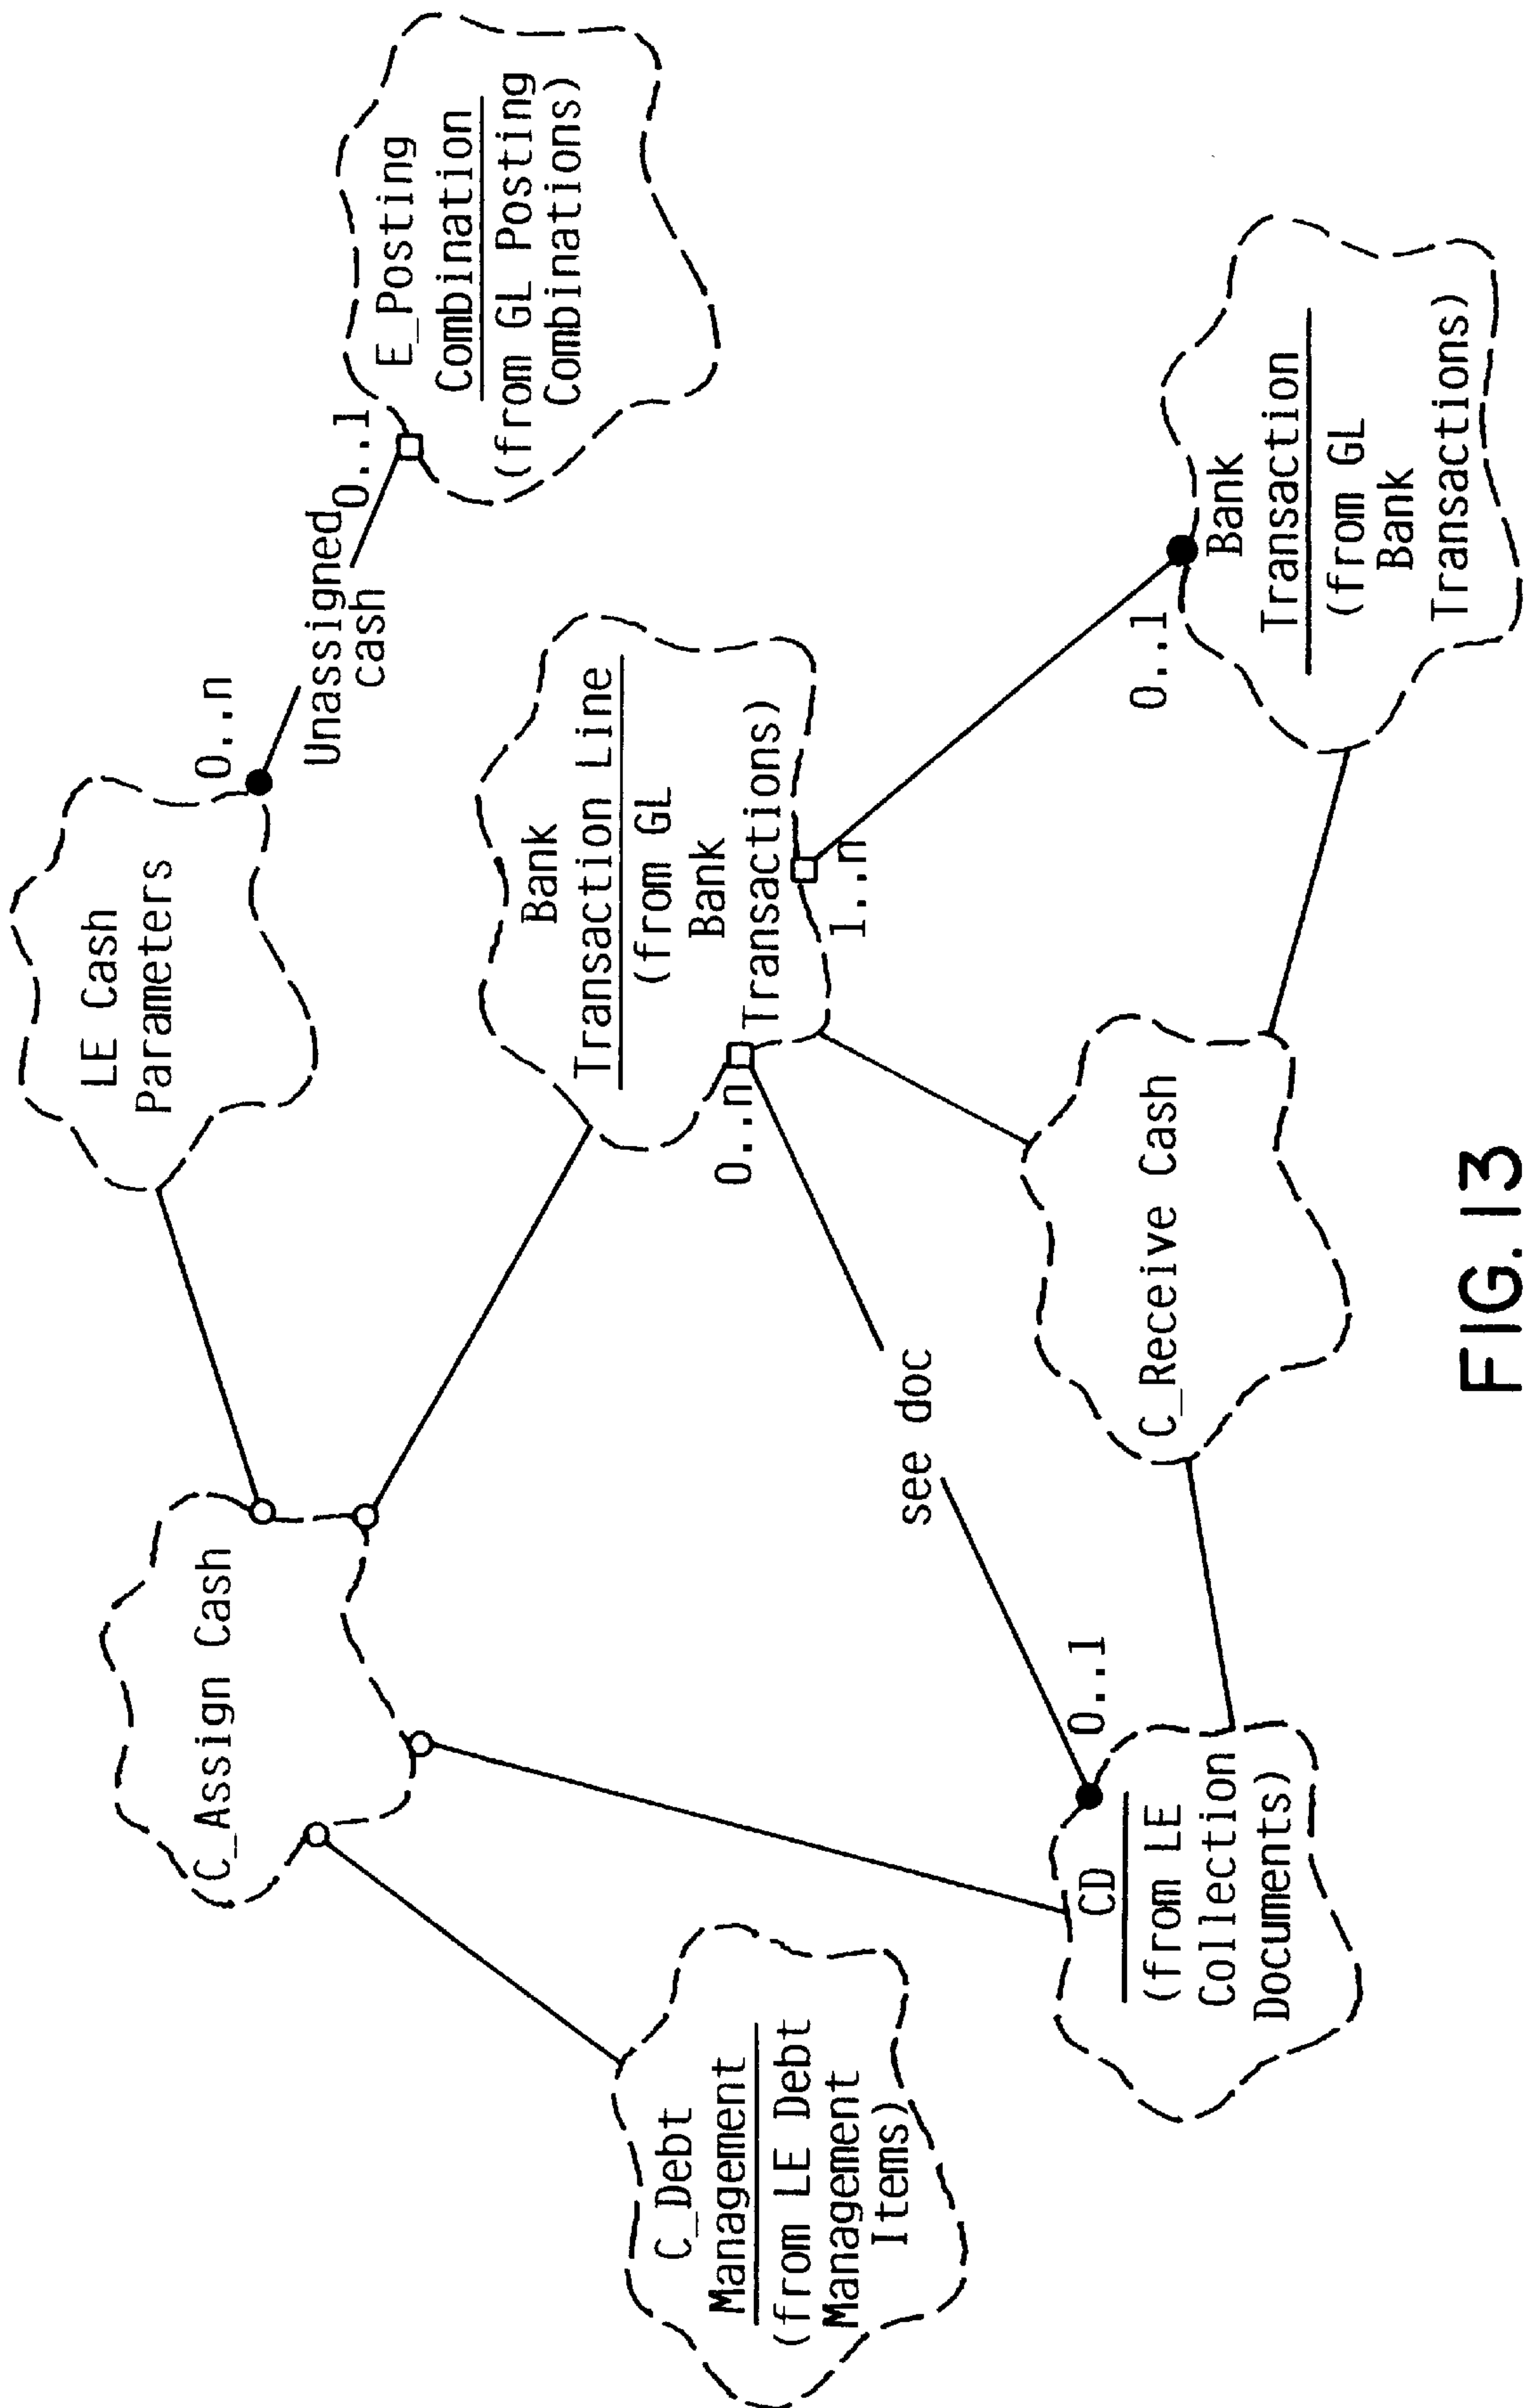 LE Cash
Parameters
0..n
Unassigned
cash
0..1
E_Posting
Combination
(from GL Posting
Combinations)
C_Assign Cash
Bank
Transaction Line
(from GL
Bank
Transactions)
0..n
1..n
C_Debt
Management
(from LE Debt
Management
Items)
see doc
0..1
0..1
CD
(from LE
Collection
Documents)
C_Receive Cash
Bank
Transaction
(from GL
Bank
Transactions)
FIG.13